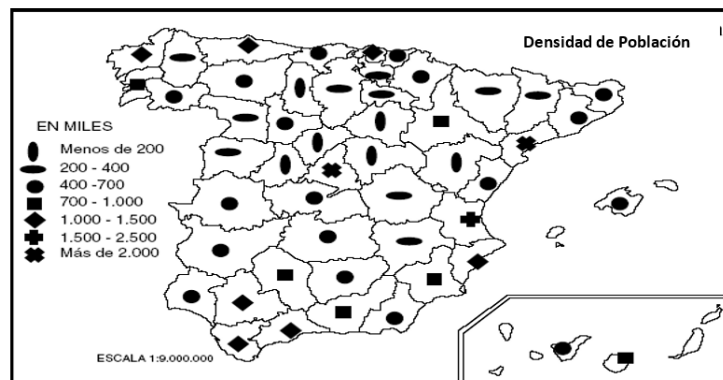 Densidad de Población
EN MILES
Menos de 200
200 - 400
400 -700
700 - 1.000
1.000 - 1.500
1.500 - 2.500
Más de 2.000
ESCALA 1:9.000.000